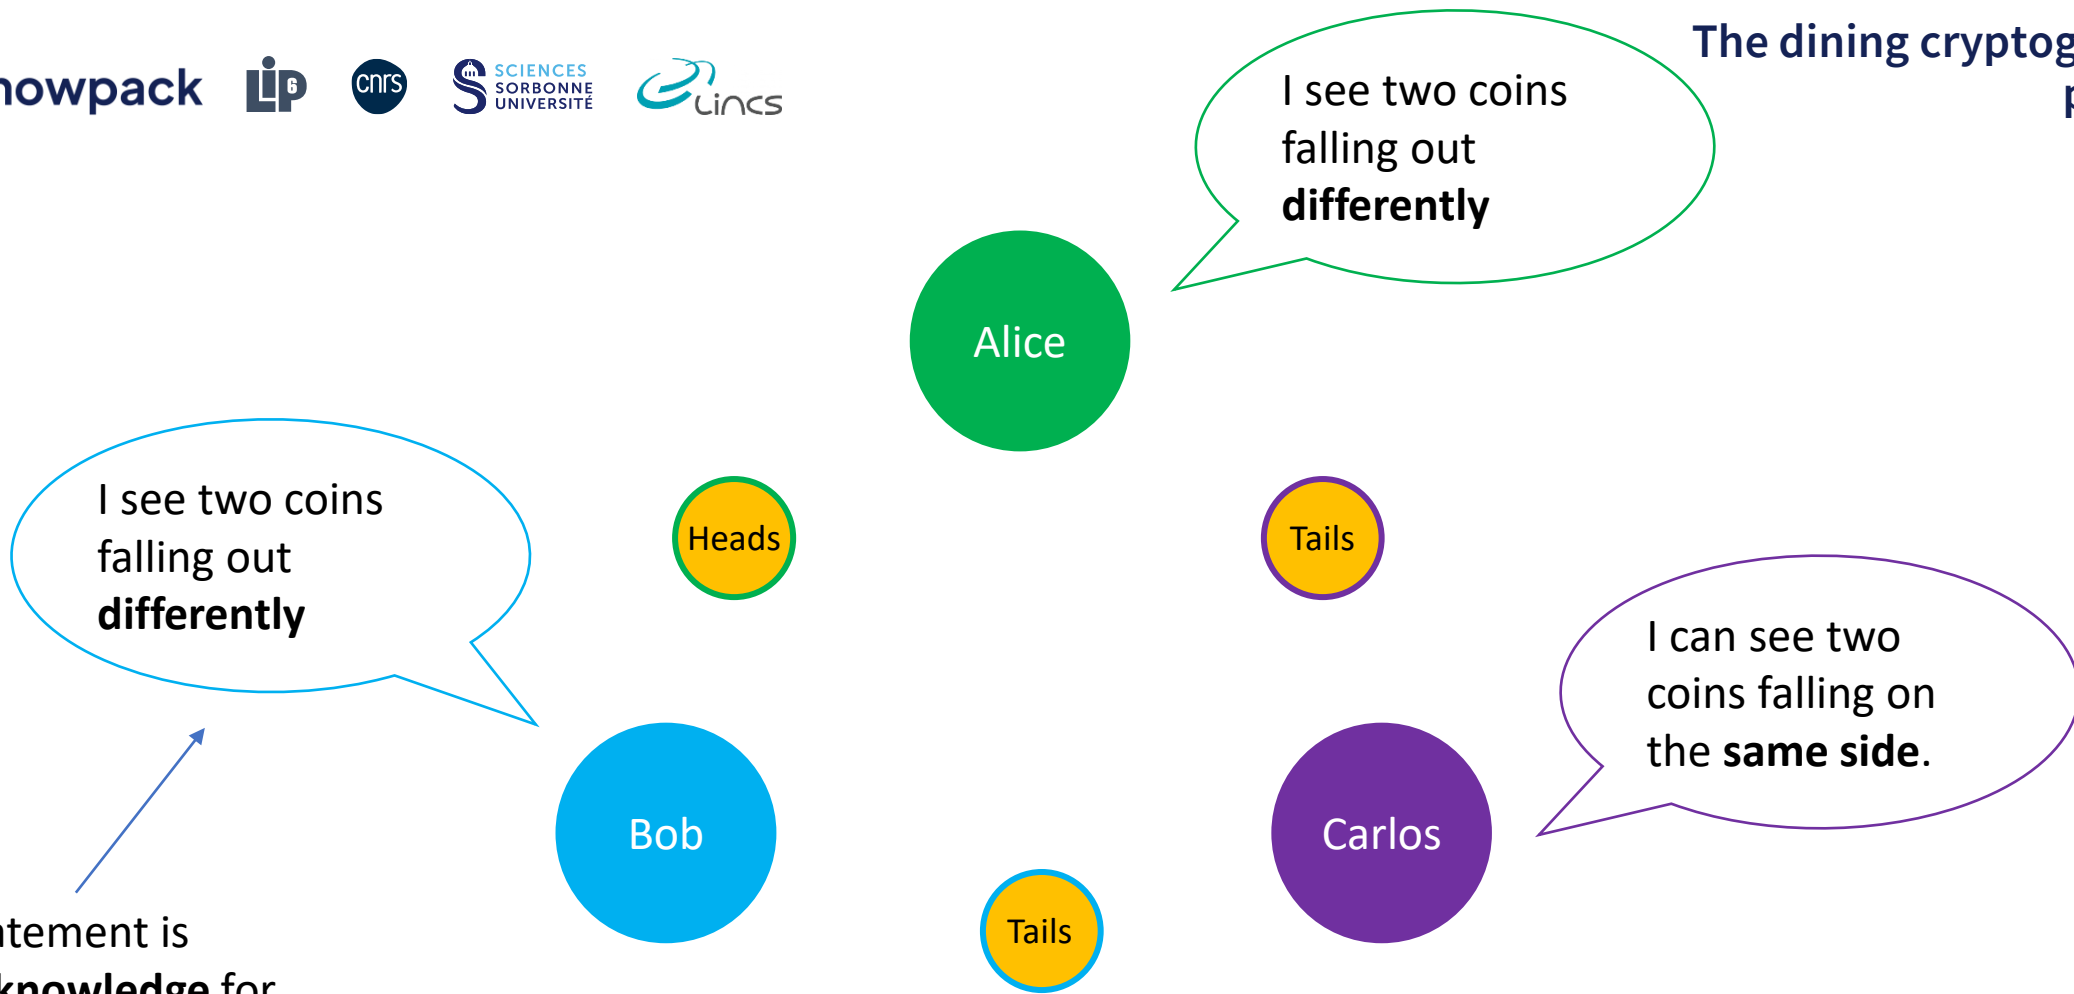 nowpack LIP6 cnrs SCIENCES SORBONNE UNIVERSITÉ Lincs
The dining cryptog
p
I see two coins
falling out
differently
Alice
I see two coins
falling out
differently
Heads
Tails
I can see two
coins falling on
the same side.
Bob
Carlos
Tails
tement is
knowledge for